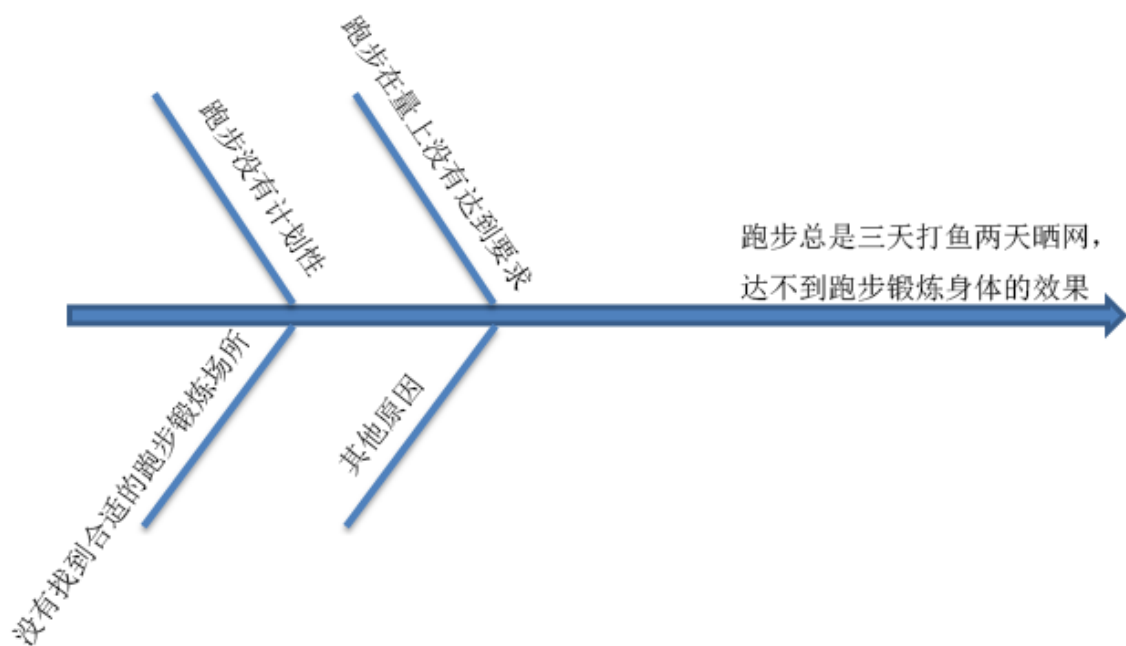 跑步没有计划性
跑步在量上没有达到要求
跑步总是三天打鱼两天晒网，
达不到跑步锻炼身体的效果
没有找到合适的跑步锻炼场所
其他原因